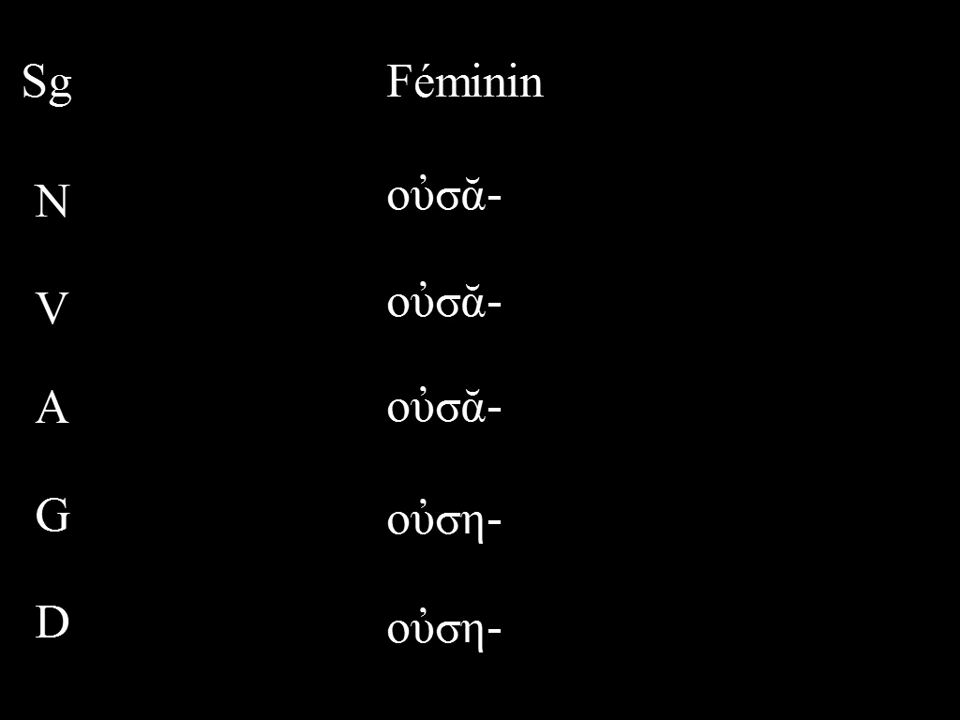 Sg Féminin
N οὐσᾰ-
V οὐσᾰ-
A οὐσᾰ-
G οὐση-
D οὐση-